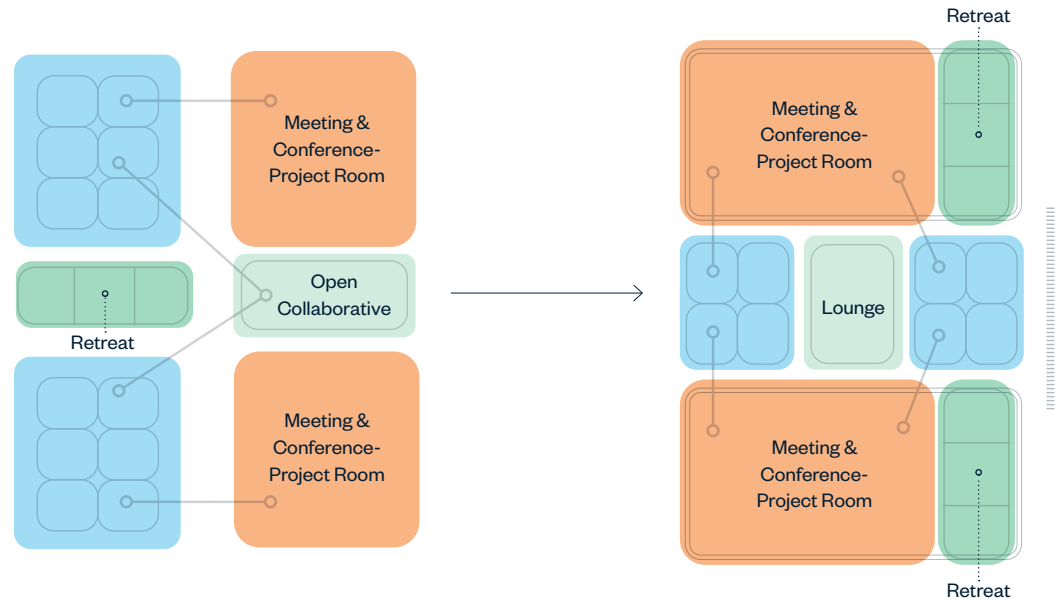 Meeting &
Conference-
Project Room
Open
Collaborative
Retreat
Meeting &
Conference-
Project Room
Retreat
Meeting &
Conference-
Project Room
Lounge
Meeting &
Conference-
Project Room
Retreat